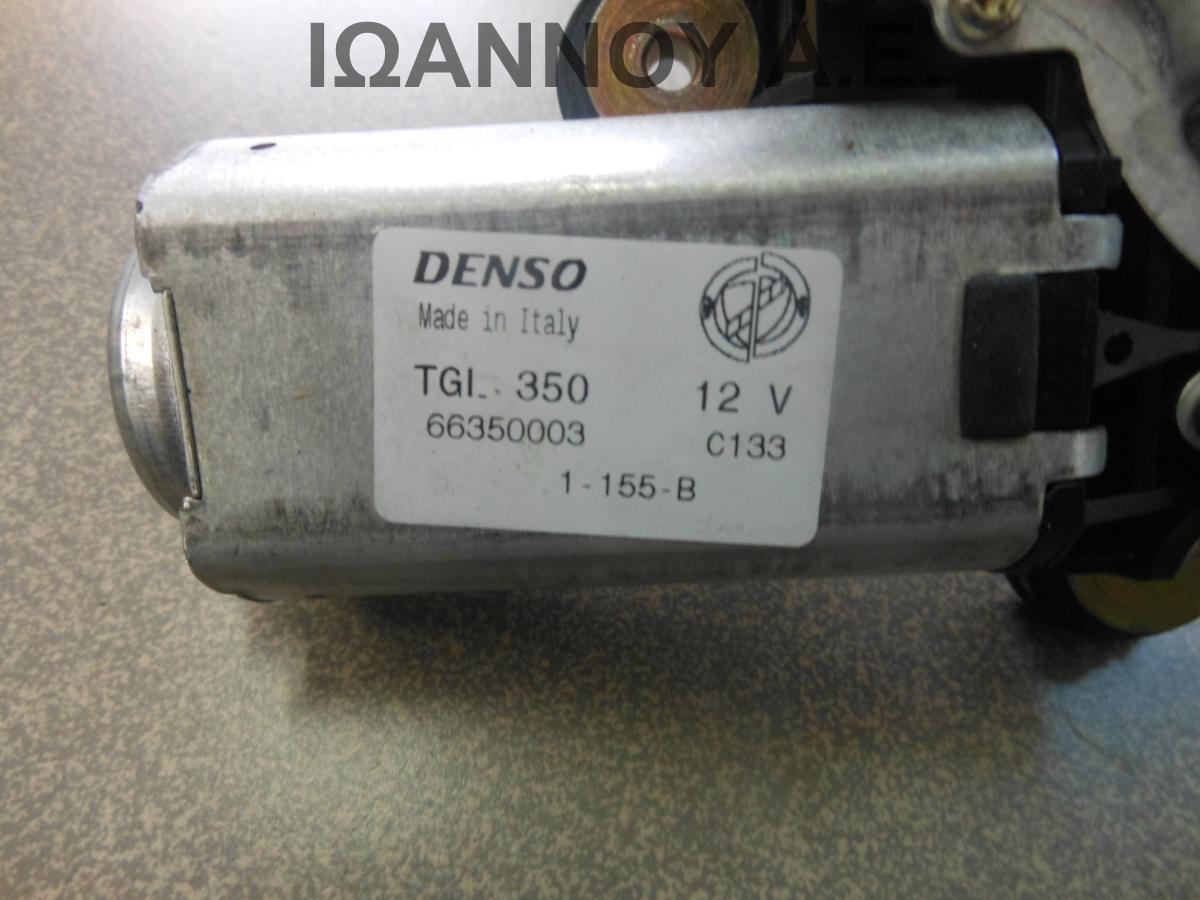 ΙΩΑΝΝΟΥ Α.Ε.
DENSO
Made in Italy
TGL 350 12 V
66350003 C133
1-155-B